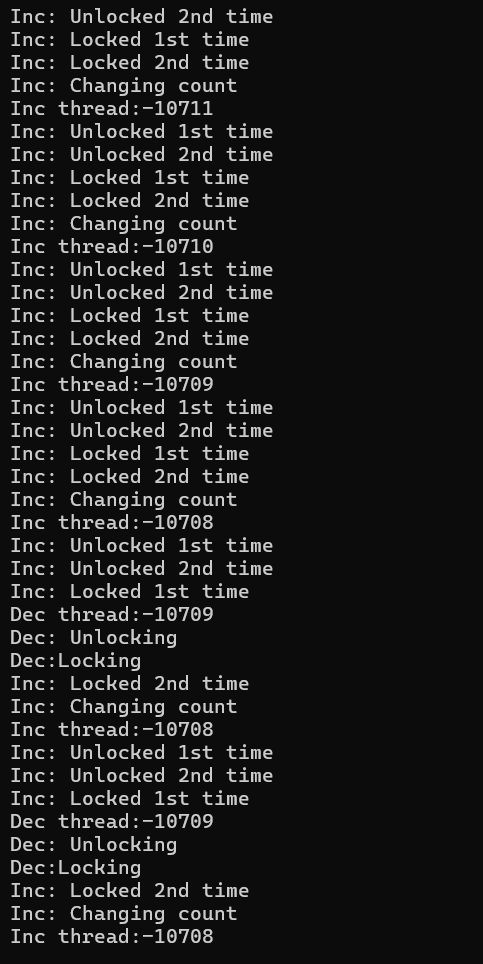 Inc: Unlocked 2nd time
Inc: Locked 1st time
Inc: Locked 2nd time
Inc: Changing count
Inc thread:-10711
Inc: Unlocked 1st time
Inc: Unlocked 2nd time
Inc: Locked 1st time
Inc: Locked 2nd time
Inc: Changing count
Inc thread:-10710
Inc: Unlocked 1st time
Inc: Unlocked 2nd time
Inc: Locked 1st time
Inc: Locked 2nd time
Inc: Changing count
Inc thread:-10709
Inc: Unlocked 1st time
Inc: Unlocked 2nd time
Inc: Locked 1st time
Inc: Locked 2nd time
Inc: Changing count
Inc thread:-10708
Inc: Unlocked 1st time
Inc: Unlocked 2nd time
Inc: Locked 1st time
Dec thread:-10709
Dec: Unlocking
Dec:Locking
Inc: Locked 2nd time
Inc: Changing count
Inc thread:-10708
Inc: Unlocked 1st time
Inc: Unlocked 2nd time
Inc: Locked 1st time
Dec thread:-10709
Dec: Unlocking
Dec:Locking
Inc: Locked 2nd time
Inc: Changing count
Inc thread:-10708